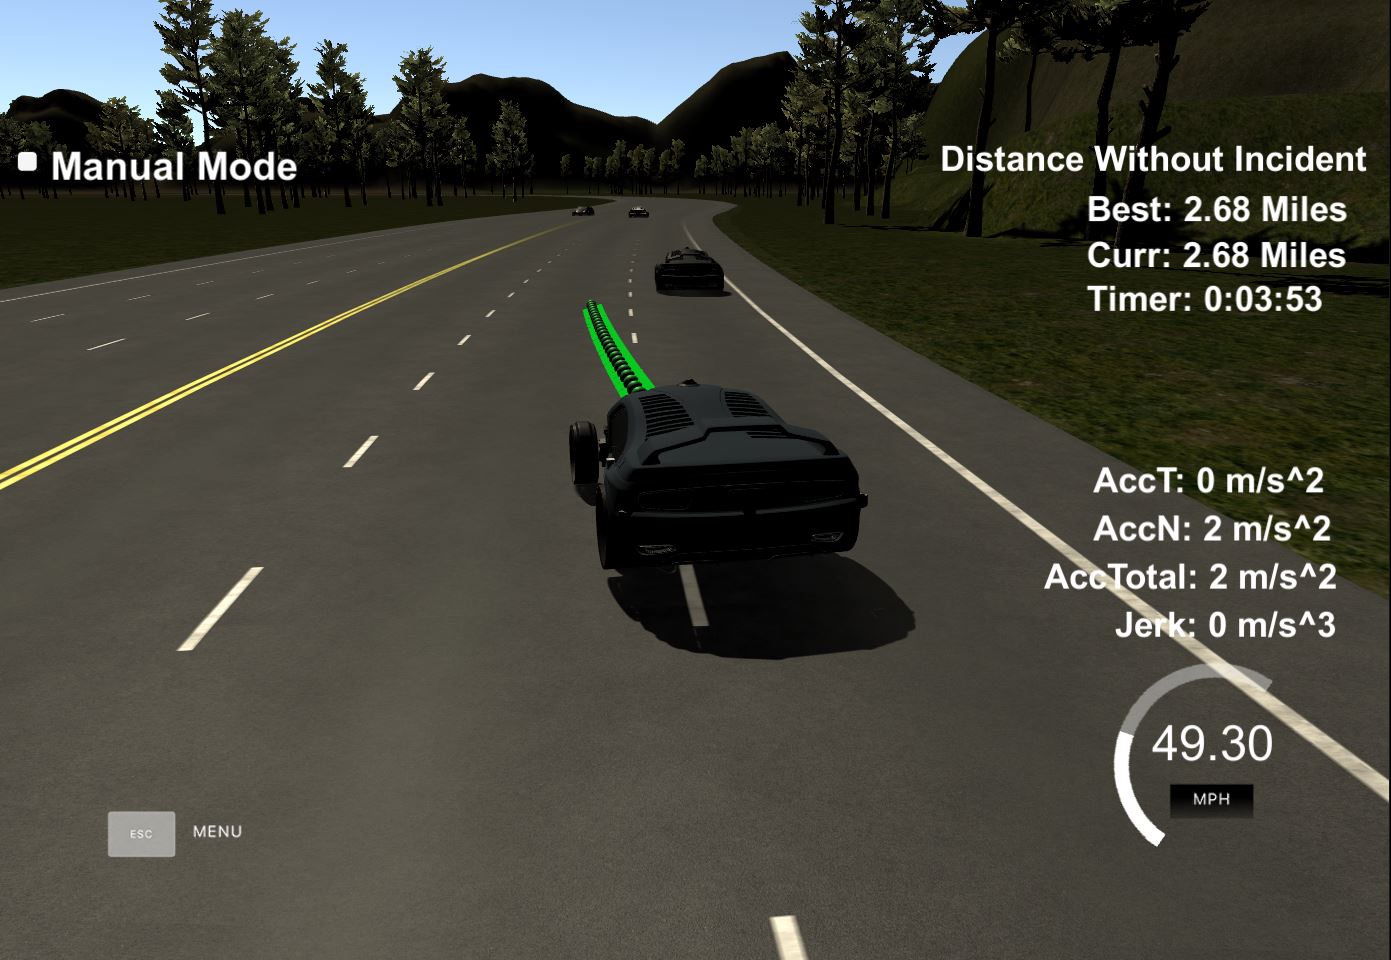 Manual Mode
Distance Without Incident
Best: 2.68 Miles
Curr: 2.68 Miles
Timer: 0:03:53
AccT: 0 m/s^2
AccN: 2 m/s^2
AccTotal: 2 m/s^2
Jerk: 0 m/s^3
49.30
MPH
ESC MENU